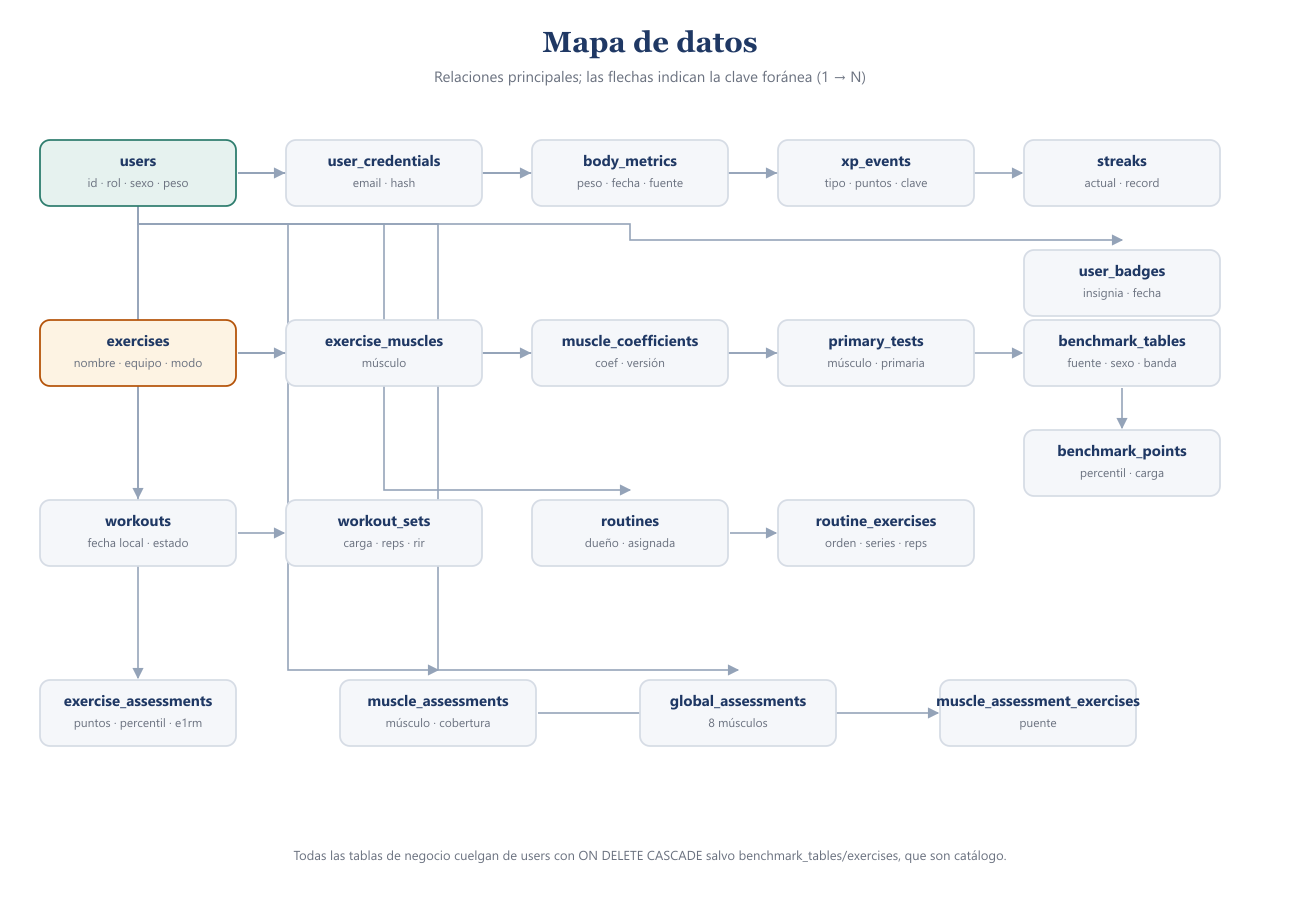 Mapa de datos
Relaciones principales; las flechas indican la clave foránea (1 → N)
users
id · rol · sexo · peso
user_credentials
email · hash
body_metrics
peso · fecha · fuente
xp_events
tipo · puntos · clave
streaks
actual · record
user_badges
insignia · fecha
exercises
nombre · equipo · modo
exercise_muscles
músculo
muscle_coefficients
coef · versión
primary_tests
músculo · primaria
benchmark_tables
fuente · sexo · banda
benchmark_points
percentil · carga
workouts
fecha local · estado
workout_sets
carga · reps · rir
routines
dueño · asignada
routine_exercises
orden · series · reps
exercise_assessments
puntos · percentil · e1rm
muscle_assessments
músculo · cobertura
global_assessments
8 músculos
muscle_assessment_exercises
puente
Todas las tablas de negocio cuelgan de users con ON DELETE CASCADE salvo benchmark_tables/exercises, que son catálogo.